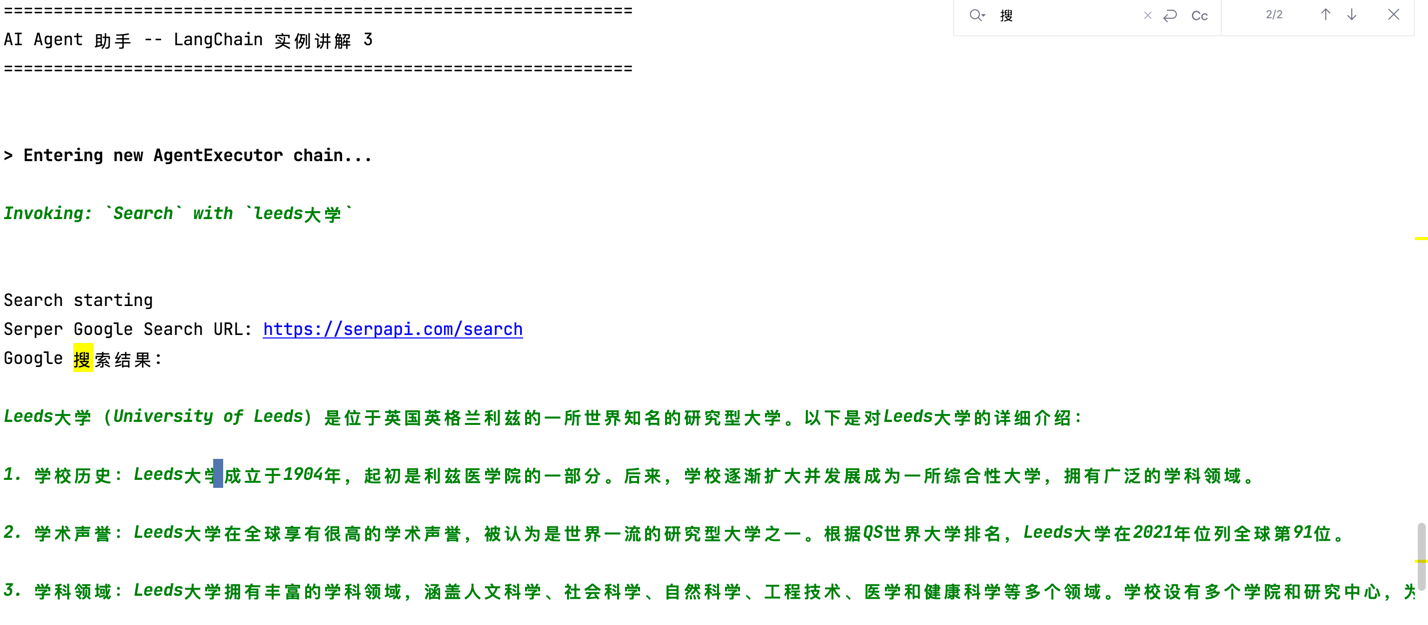 ===============================================================
AI Agent 助手 -- LangChain 实例讲解 3
===============================================================
搜 × Cc 2/2
> Entering new AgentExecutor chain...
Invoking: `Search` with `leeds大学`
Search starting
Serper Google Search URL: https://serpapi.com/search
Google 搜索结果：
Leeds大学（University of Leeds）是位于英国英格兰利兹的一所世界知名的研究型大学。以下是对Leeds大学的详细介绍：
1. 学校历史：Leeds大学成立于1904年，起初是利兹医学院的一部分。后来，学校逐渐扩大并发展成为一所综合性大学，拥有广泛的学科领域。
2. 学术声誉：Leeds大学在全球享有很高的学术声誉，被认为是世界一流的研究型大学之一。根据QS世界大学排名，Leeds大学在2021年位列全球第91位。
3. 学科领域：Leeds大学拥有丰富的学科领域，涵盖人文科学、社会科学、自然科学、工程技术、医学和健康科学等多个领域。学校设有多个学院和研究中心，